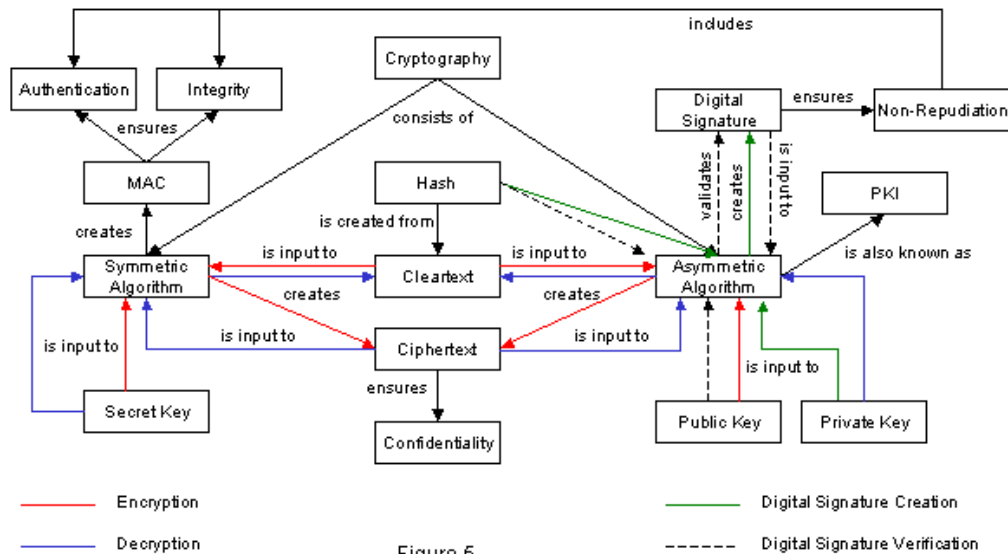 includes
Cryptography
Authentication
Integrity
Digital
Signature
ensures
Non-Repudiation
consists of
ensures
MAC
Hash
validates
creates
is input to
PKI
is created from
creates
is also known as
Symmetric
Algorithm
is input to
Cleartext
is input to
Asymmetric
Algorithm
creates
creates
is input to
is input to
Ciphertext
is input to
is input to
ensures
Secret Key
Confidentiality
Public Key
Private Key
Encryption
Digital Signature Creation
Decryption
Digital Signature Verification